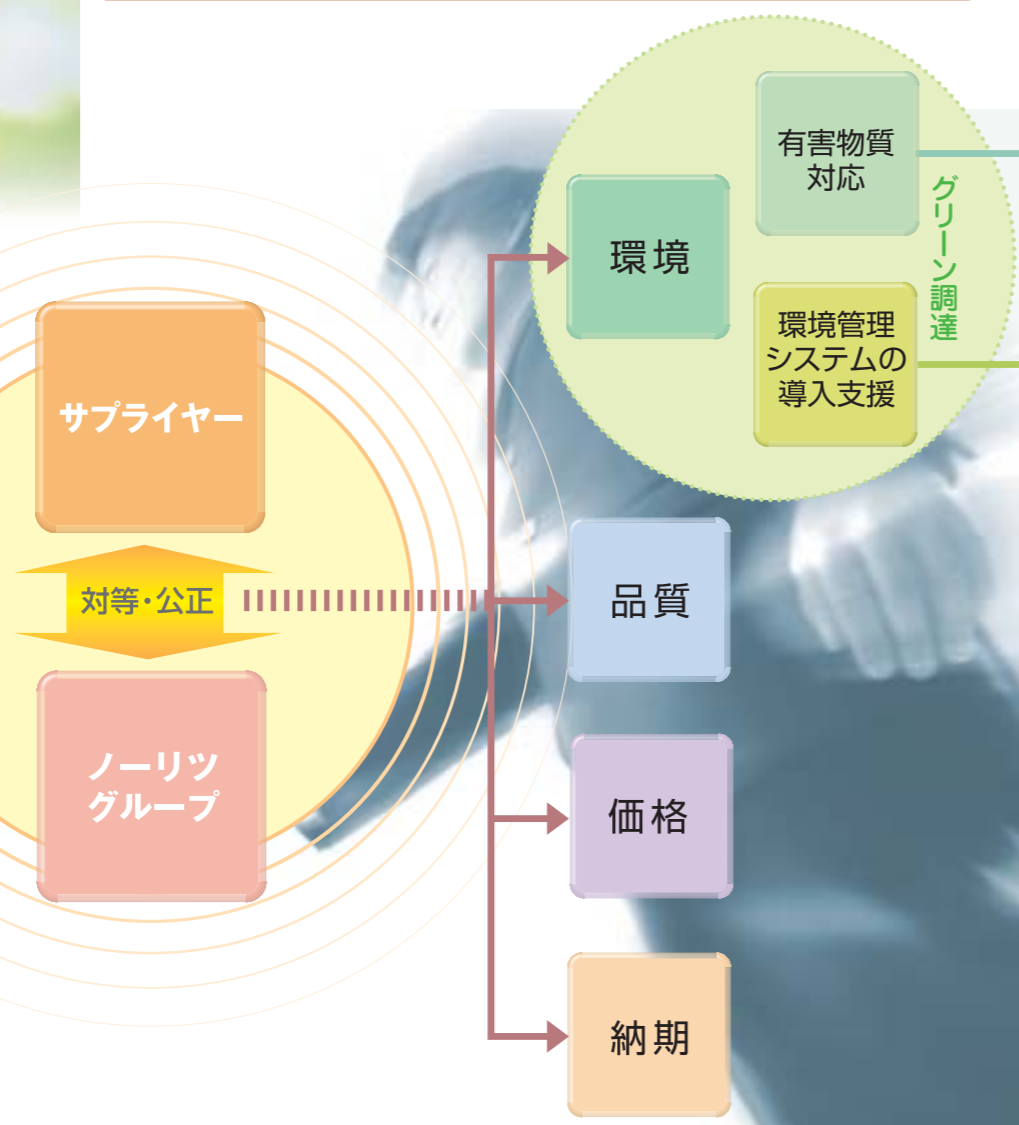 サプライヤー
対等・公正
ノーリツ
グループ
環境
有害物質
対応
環境管理
システムの
導入支援
グリーン調達
品質
価格
納期